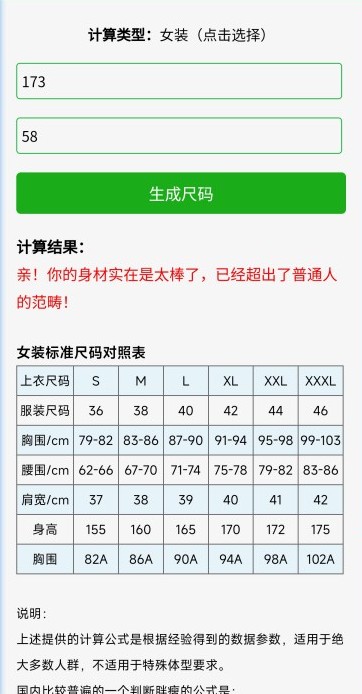 计算类型：女装（点击选择）
173
58
生成尺码
计算结果：
亲！你的身材实在是太棒了，已经超出了普通人
的范畴！
女装标准尺码对照表
上衣尺码 S M L XL XXL XXXL
服装尺码 36 38 40 42 44 46
胸围/cm 79-82 83-86 87-90 91-94 95-98 99-103
腰围/cm 62-66 67-70 71-74 75-78 79-82 83-86
肩宽/cm 37 38 39 40 41 42
身高 155 160 165 170 172 175
胸围 82A 86A 90A 94A 98A 102A
说明：
上述提供的计算公式是根据经验得到的数据参数，适用于绝
大多数人群，不适用于特殊体型要求。
国内比较普遍的一个判断胖瘦的公式是：